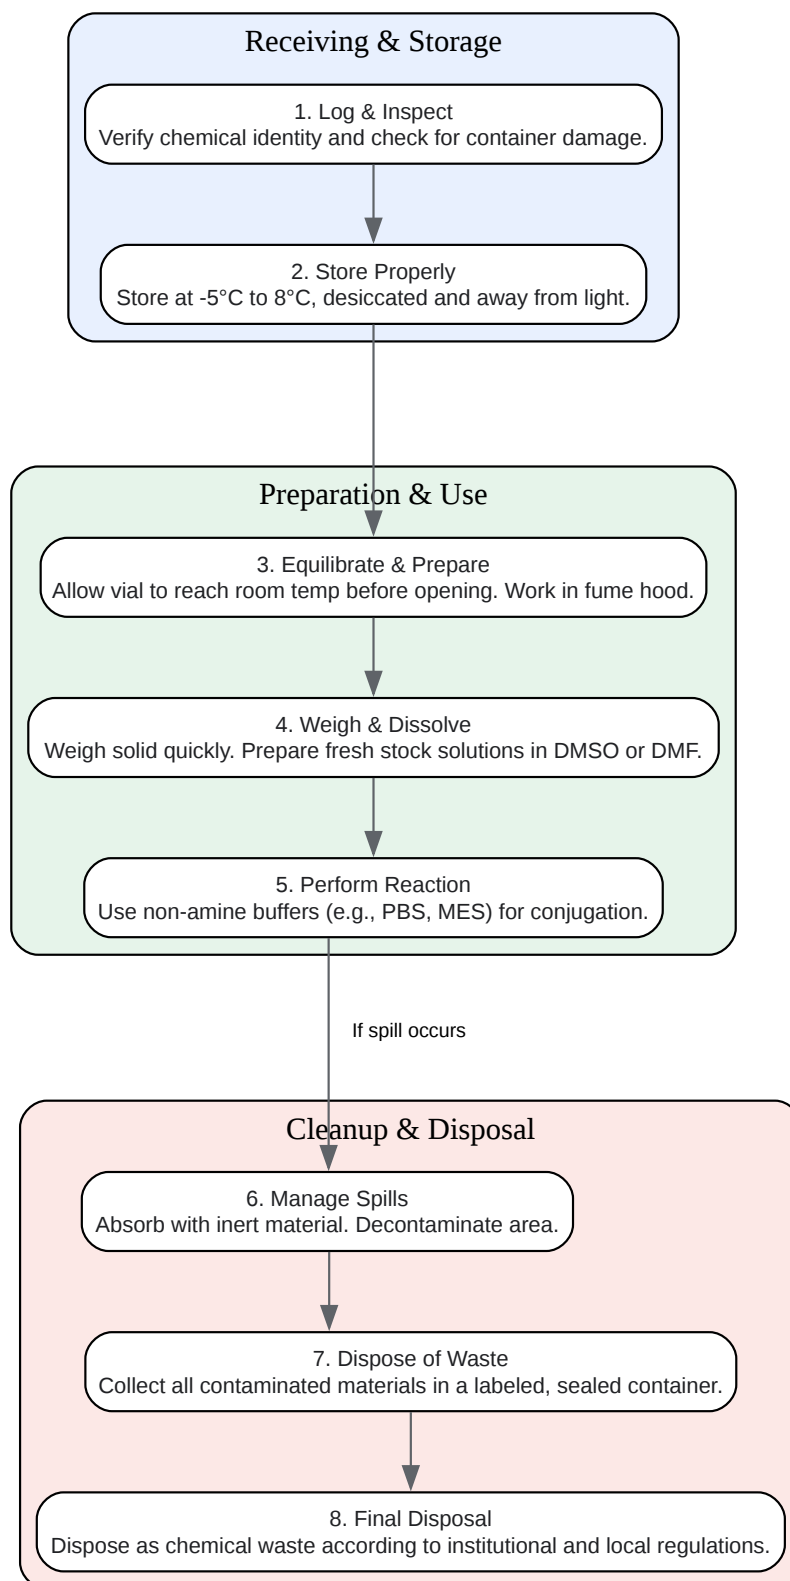 Receiving & Storage
1. Log & Inspect
Verify chemical identity and check for container damage.
2. Store Properly
Store at -5°C to 8°C, desiccated and away from light.
Preparation & Use
3. Equilibrate & Prepare
Allow vial to reach room temp before opening. Work in fume hood.
4. Weigh & Dissolve
Weigh solid quickly. Prepare fresh stock solutions in DMSO or DMF.
5. Perform Reaction
Use non-amine buffers (e.g., PBS, MES) for conjugation.
If spill occurs
Cleanup & Disposal
6. Manage Spills
Absorb with inert material. Decontaminate area.
7. Dispose of Waste
Collect all contaminated materials in a labeled, sealed container.
8. Final Disposal
Dispose as chemical waste according to institutional and local regulations.